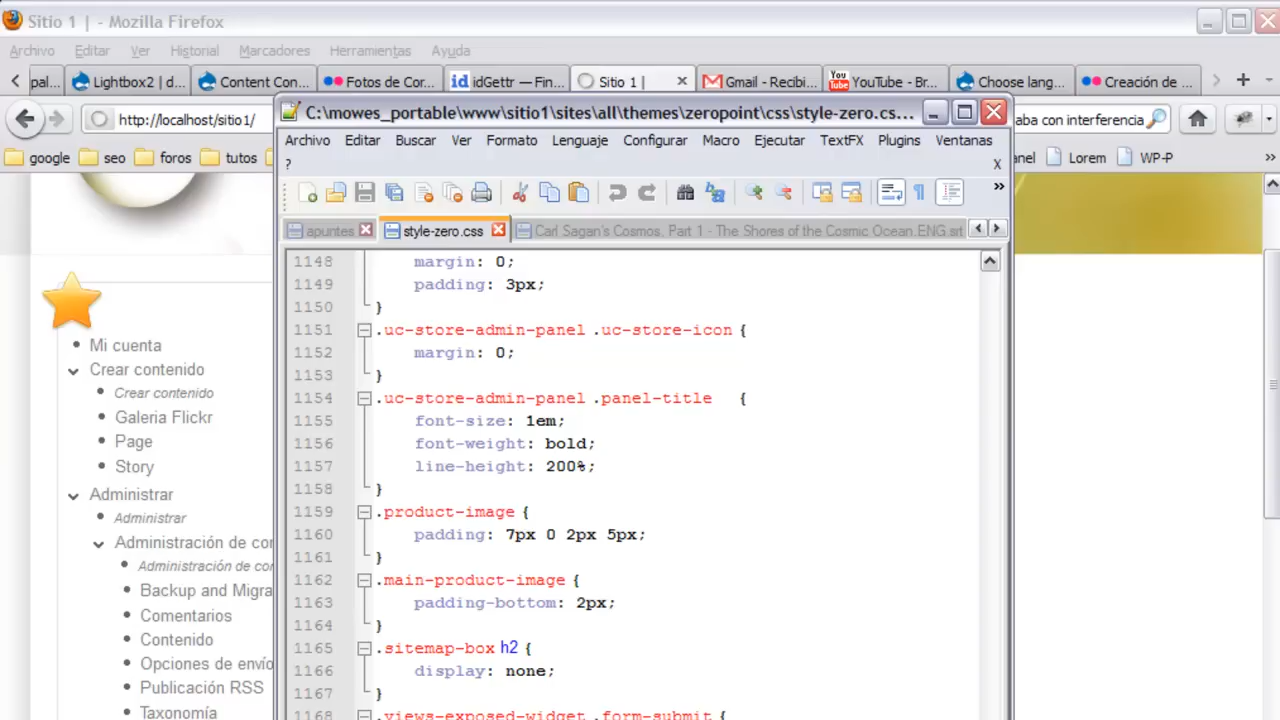 Sitio 1 | - Mozilla Firefox
Archivo Editar Ver Historial Marcadores Herramientas Ayuda
pal... Lightbox2 | d... Content Con... Fotos de Cor... idGettr — Fin... Sitio 1 | Gmail - Recibi... YouTube - Br... Choose lang... Creación de ...
http://localhost/sitio1/
aba con interferencia
google seo foros tutos
anel Lorem WP-P
C:\mowes_portable\www\sitio1\sites\all\themes\zeropoint\css\style-zero.cs...
Archivo Editar Buscar Ver Formato Lenguaje Configurar Macro Ejecutar TextFX Plugins Ventanas
? X
apuntes style-zero.css Carl Sagan's Cosmos, Part 1 - The Shores of the Cosmic Ocean.ENG srt
1148 margin: 0;
1149 padding: 3px;
1150 }
1151 .uc-store-admin-panel .uc-store-icon {
1152 margin: 0;
1153 }
1154 .uc-store-admin-panel .panel-title {
1155 font-size: 1em;
1156 font-weight: bold;
1157 line-height: 200%;
1158 }
1159 .product-image {
1160 padding: 7px 0 2px 5px;
1161 }
1162 .main-product-image {
1163 padding-bottom: 2px;
1164 }
1165 .sitemap-box h2 {
1166 display: none;
1167 }
1168 .views-exposed-widget .form-submit {
Mi cuenta
Crear contenido
Crear contenido
Galeria Flickr
Page
Story
Administrar
Administrar
Administración de con
Administración de co
Backup and Migra
Comentarios
Contenido
Opciones de envío
Publicación RSS
Taxonomía